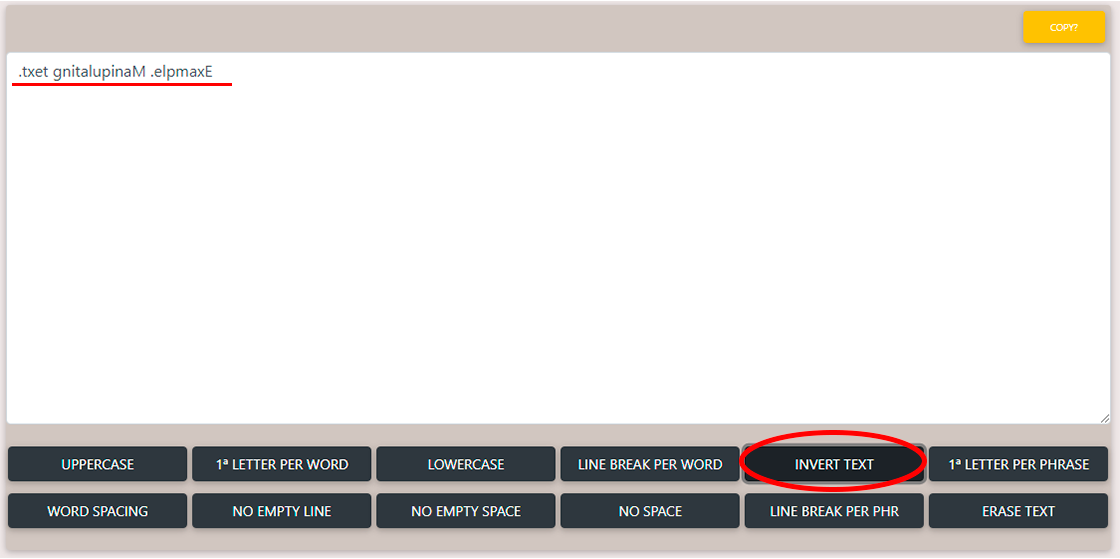 COPY?
.txet gnitalupinaM .elpmaxE
UPPERCASE
1ª LETTER PER WORD
LOWERCASE
LINE BREAK PER WORD
INVERT TEXT
1ª LETTER PER PHRASE
WORD SPACING
NO EMPTY LINE
NO EMPTY SPACE
NO SPACE
LINE BREAK PER PHR
ERASE TEXT